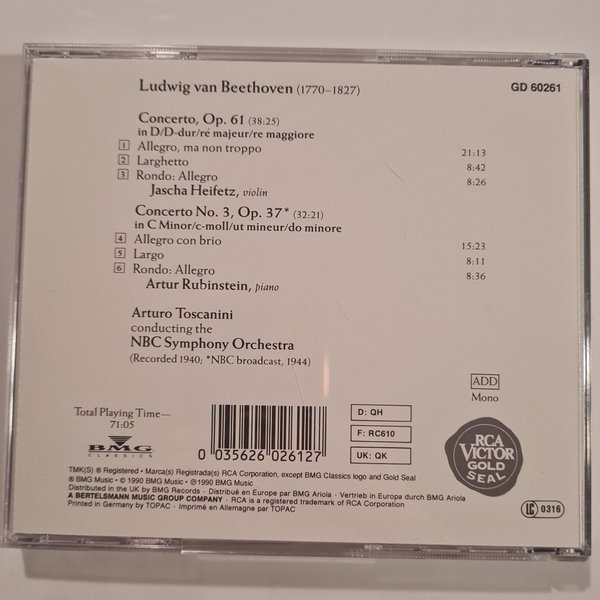 Ludwig van Beethoven (1770–1827)
GD 60261
Concerto, Op. 61 (38:25)
in D/D-dur/ré majeur/re maggiore
1 Allegro, ma non troppo 21:13
2 Larghetto 8:42
3 Rondo: Allegro 8:26
Jascha Heifetz, violin
Concerto No. 3, Op. 37* (32:21)
in C Minor/c-moll/ut mineur/do minore
4 Allegro con brio 15:23
5 Largo 8:11
6 Rondo: Allegro 8:36
Artur Rubinstein, piano
Arturo Toscanini
conducting the
NBC Symphony Orchestra
(Recorded 1940; *NBC broadcast, 1944)
ADD
Mono
Total Playing Time—
71:05
BMG
CLASSICS
0 035626 026127
D: QH
F: RC610
UK: QK
RCA
VICTOR
GOLD
SEAL
TMK(S) ® Registered • Marca(s) Registrada(s) RCA Corporation, except BMG Classics logo and Gold Seal
® BMG Music • © 1990 BMG Music • ℗ 1990 BMG Music
Distributed in the UK by BMG Records · Distribué en Europe par BMG Ariola · Vertrieb in Europa durch BMG Ariola
A BERTELSMANN MUSIC GROUP COMPANY · RCA is a registered trademark of RCA Corporation
Printed in Germany by TOPAC · Imprimé en Allemagne par TOPAC
LC 0316